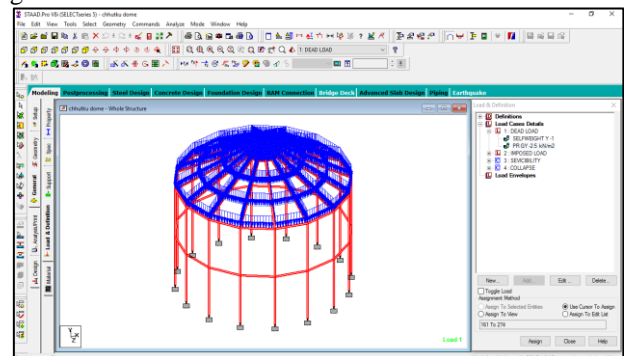 STAAD.Pro V8i (SELECTseries 5) - chhutku dome
File Edit View Tools Select Geometry Commands Analyze Mode Window Help
1: DEAD LOAD
Modeling Postprocessing Steel Design Concrete Design Foundation Design RAM Connection Bridge Deck Advanced Slab Design Piping Earthquake
chhutku dome - Whole Structure
Setup
Geometry
General
Analysis/Print
Design
Property
Spec
Support
Load & Definition
Material
Load 1
Load & Definition
Definitions
Load Cases Details
1 : DEAD LOAD
SELFWEIGHT Y -1
PR GY -2.5 kN/m2
2 : IMPOSED LOAD
3 : SEVICIBILITY
4 : COLLAPSE
Load Envelopes
New... Add... Edit... Delete...
Toggle Load
Assignment Method
Assign To Selected Entities Use Cursor To Assign
Assign To View Assign To Edit List
161 To 276
Assign Close Help